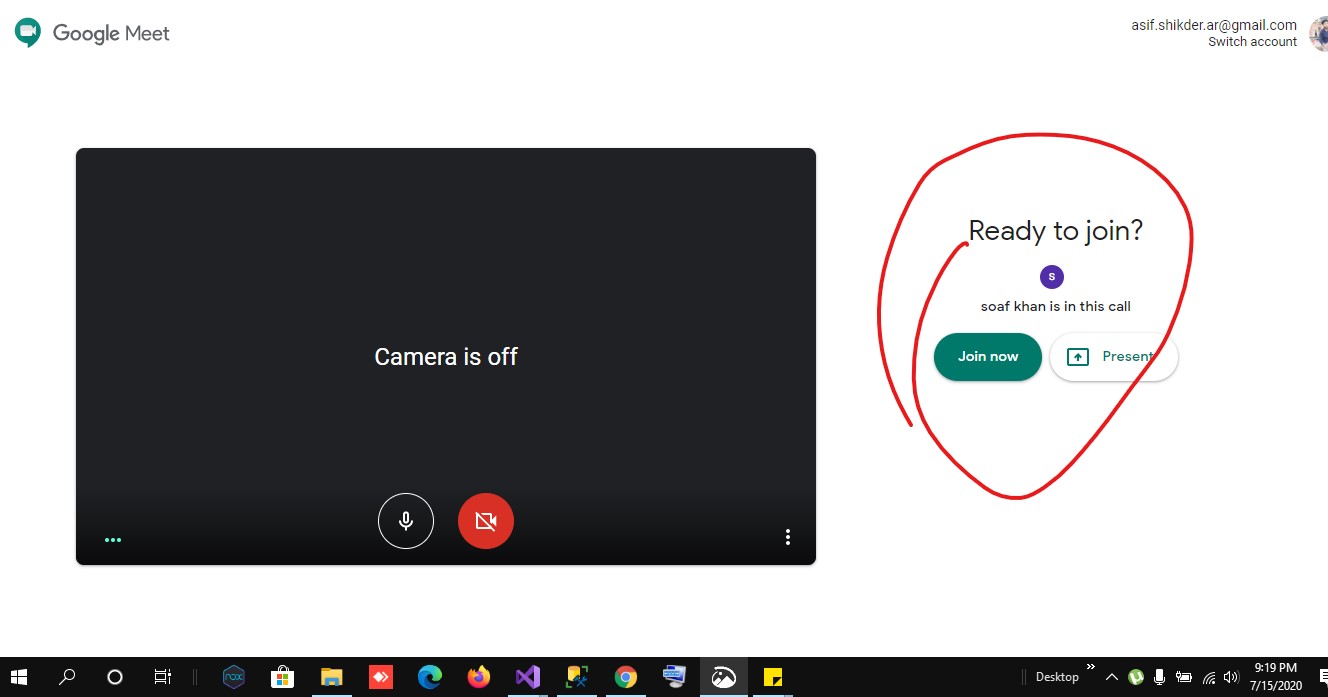 Google Meet
asif.shikder.ar@gmail.com
Switch account
Camera is off
Ready to join?
s
soaf khan is in this call
Join now
Present
nox
Desktop
9:19 PM
7/15/2020